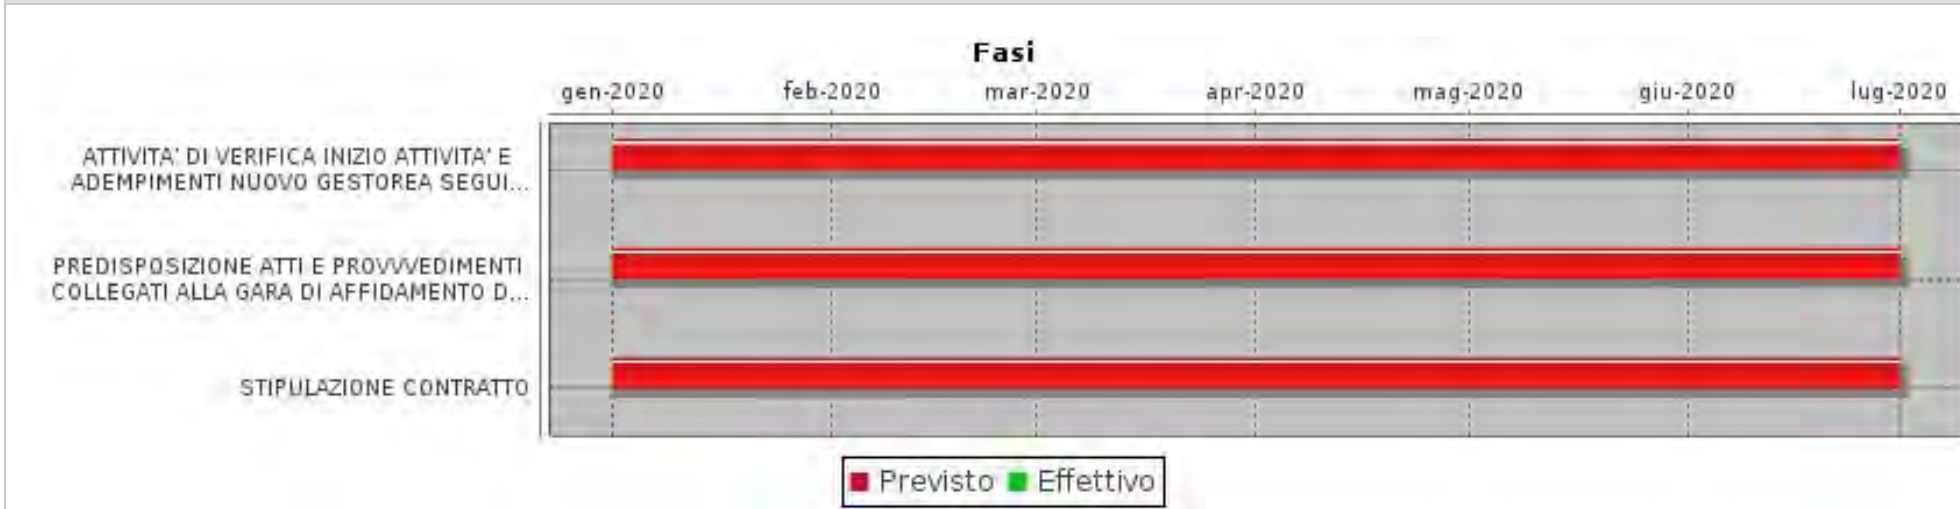 Fasi
gen-2020 feb-2020 mar-2020 apr-2020 mag-2020 giu-2020 lug-2020
ATTIVITA' DI VERIFICA INIZIO ATTIVITA' E
ADEMPIMENTI NUOVO GESTOREA SEGUI...
PREDISPOSIZIONE ATTI E PROVVVEDIMENTI
COLLEGATI ALLA GARA DI AFFIDAMENTO D...
STIPULAZIONE CONTRATTO
Previsto Effettivo